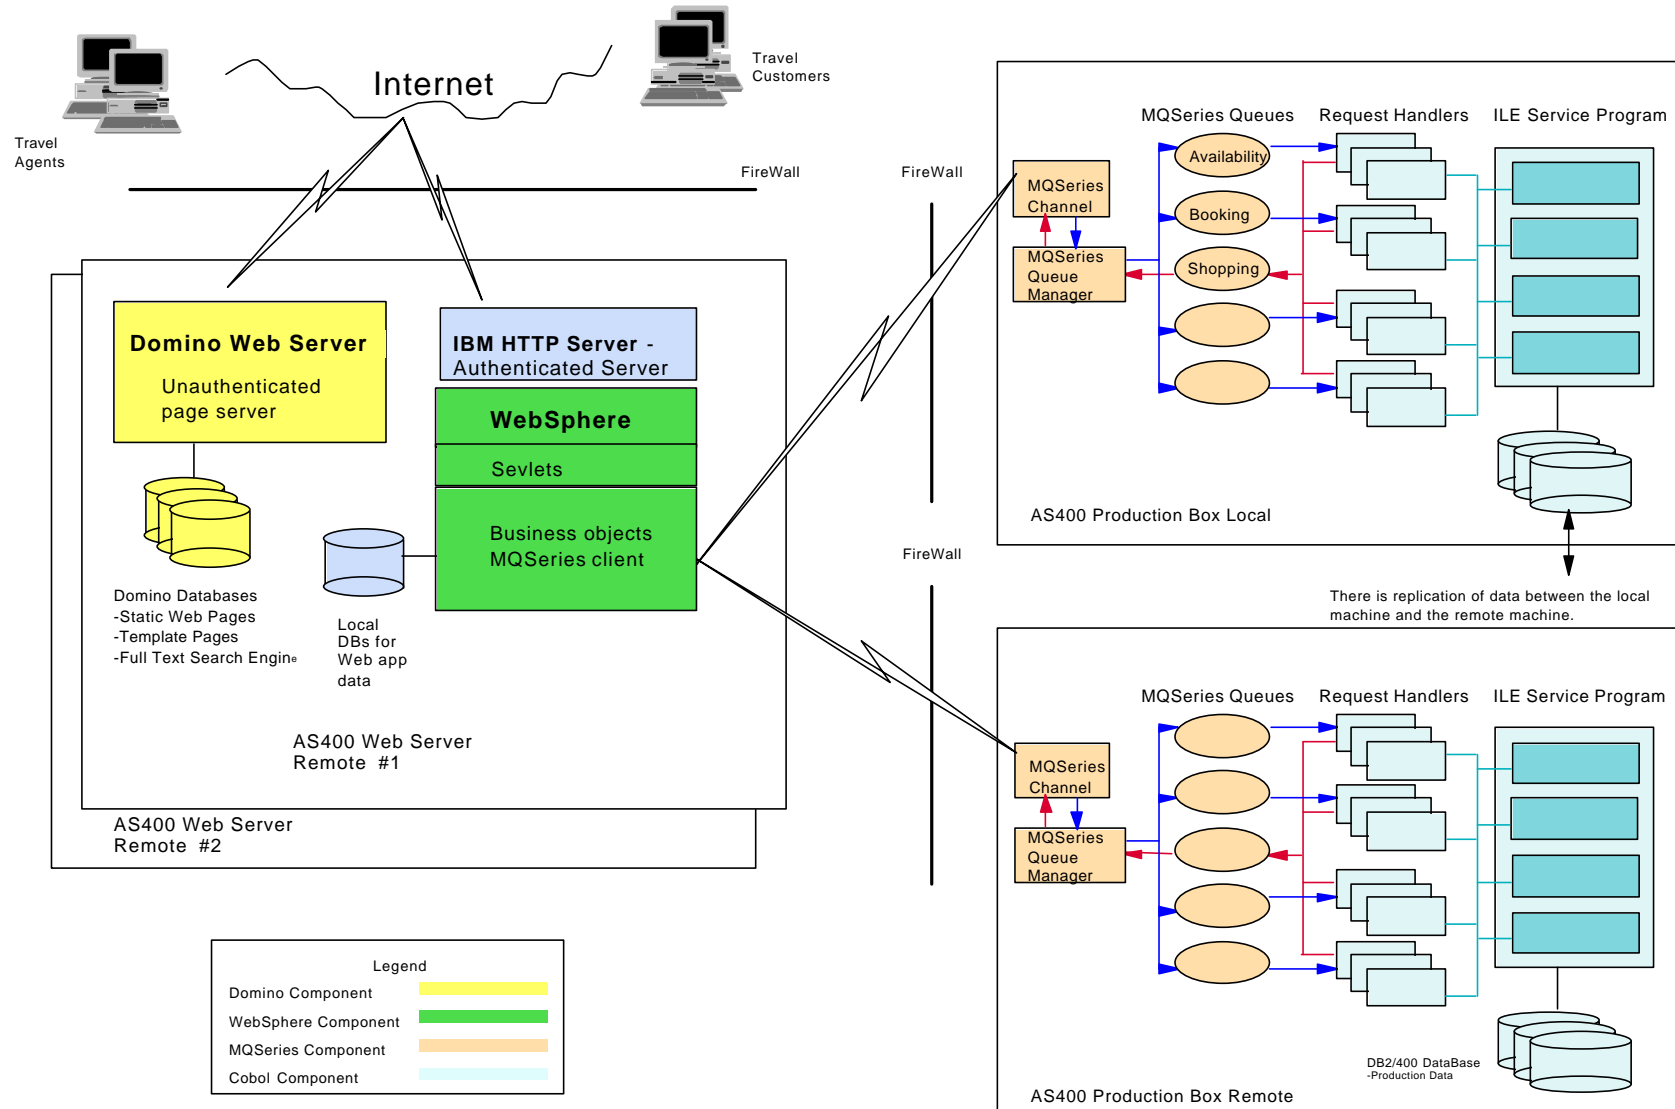 Travel
Agents
Internet
Travel
Customers
FireWall
FireWall
Domino Web Server
Unauthenticated
page server
IBM HTTP Server -
Authenticated Server
WebSphere
Sevlets
Business objects
MQSeries client
Domino Databases
-Static Web Pages
-Template Pages
-Full Text Search Engine
Local
DBs for
Web app
data
AS400 Web Server
Remote #1
AS400 Web Server
Remote #2
MQSeries Queues
Request Handlers
ILE Service Program
MQSeries
Channel
MQSeries
Queue
Manager
Availability
Booking
Shopping
AS400 Production Box Local
FireWall
There is replication of data between the local
machine and the remote machine.
MQSeries Queues
Request Handlers
ILE Service Program
MQSeries
Channel
MQSeries
Queue
Manager
DB2/400 DataBase
-Production Data
AS400 Production Box Remote
Legend
Domino Component
WebSphere Component
MQSeries Component
Cobol Component